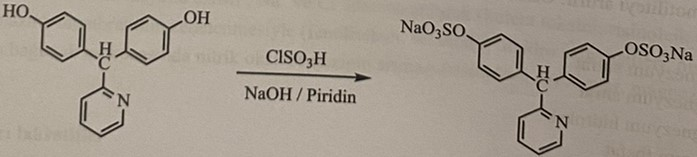 HO
OH
H
C
N
ClSO₃H
NaOH / Piridin
NaO₃SO
OSO₃Na
H
C
N